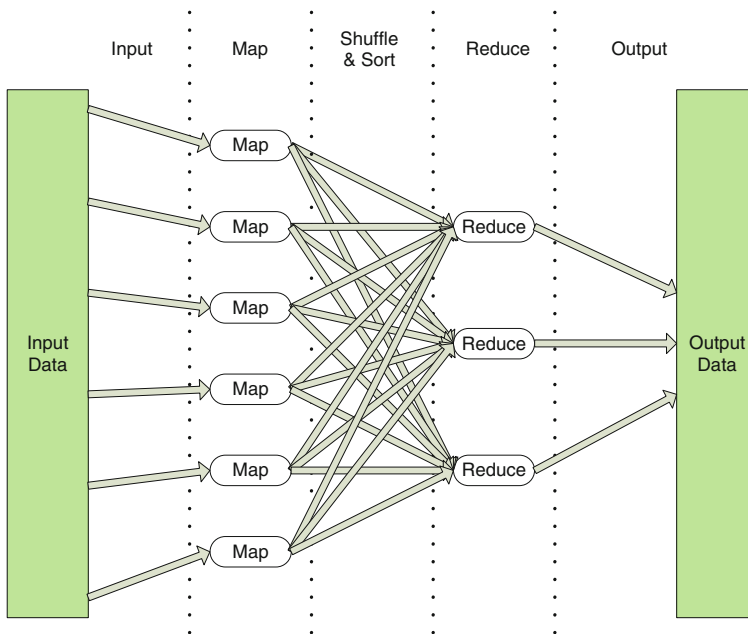 Input
Map
Shuffle
& Sort
Reduce
Output
Map
Map
Map
Map
Map
Map
Reduce
Reduce
Reduce
Input
Data
Output
Data